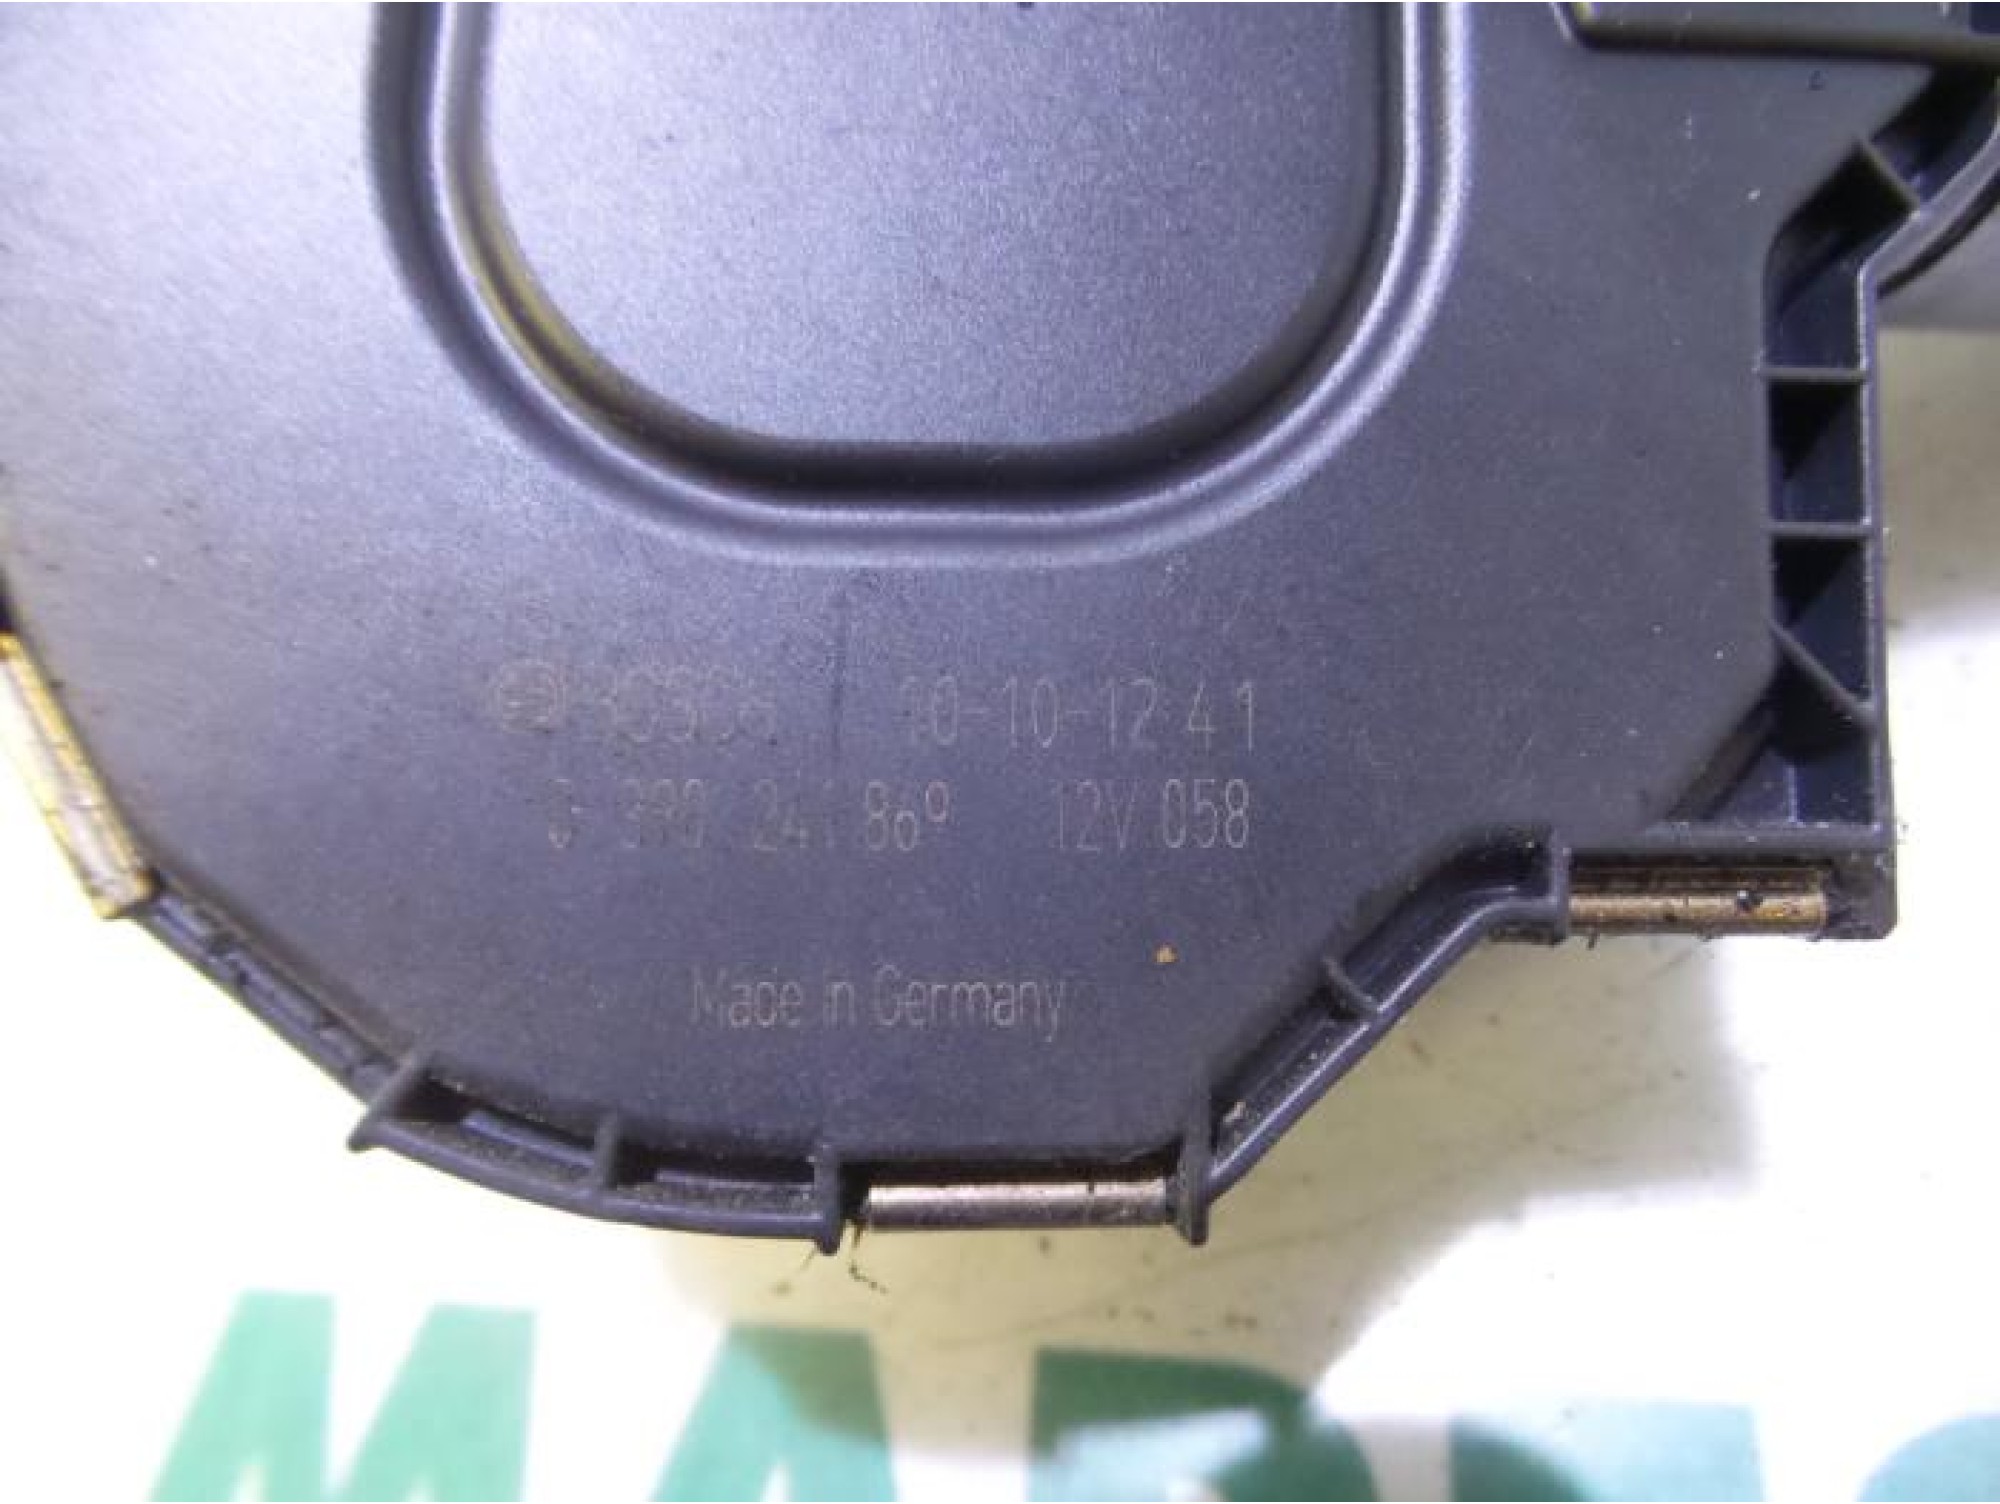 BOSCH 10-10-12 41
0 390 241 869 12V 058
Made in Germany